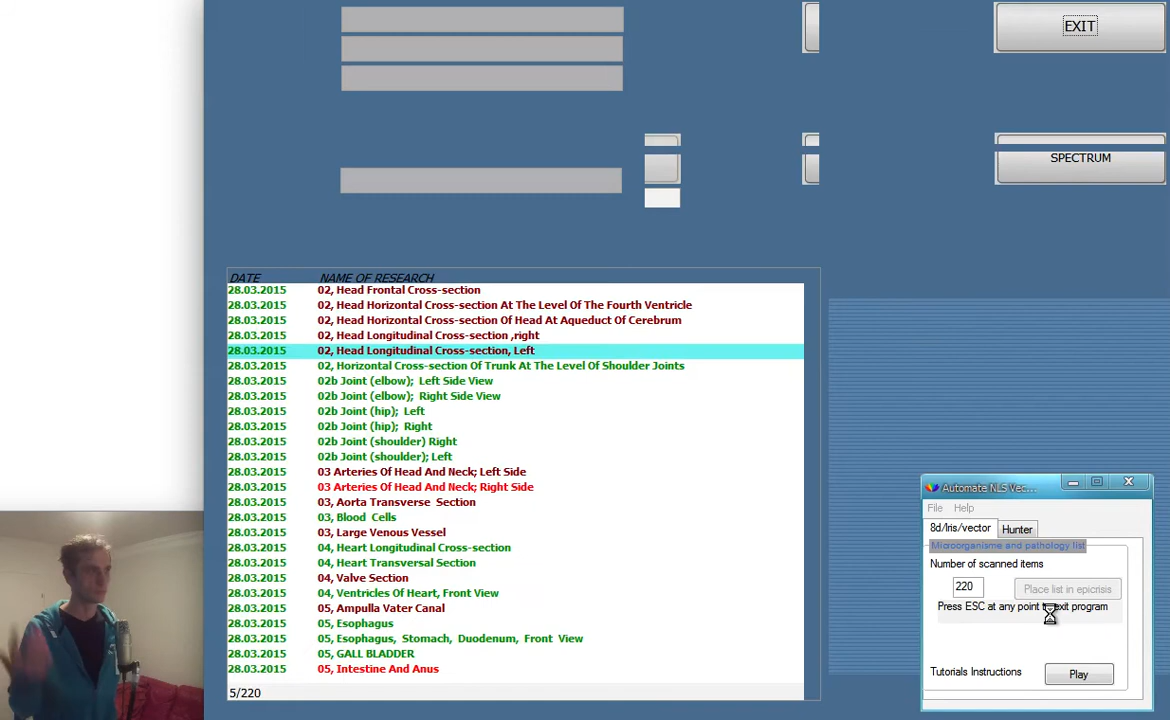 EXIT
SPECTRUM
DATE NAME OF RESEARCH
28.03.2015 02, Head Frontal Cross-section
28.03.2015 02, Head Horizontal Cross-section At The Level Of The Fourth Ventricle
28.03.2015 02, Head Horizontal Cross-section Of Head At Aqueduct Of Cerebrum
28.03.2015 02, Head Longitudinal Cross-section ,right
28.03.2015 02, Head Longitudinal Cross-section, Left
28.03.2015 02, Horizontal Cross-section Of Trunk At The Level Of Shoulder Joints
28.03.2015 02b Joint (elbow); Left Side View
28.03.2015 02b Joint (elbow); Right Side View
28.03.2015 02b Joint (hip); Left
28.03.2015 02b Joint (hip); Right
28.03.2015 02b Joint (shoulder) Right
28.03.2015 02b Joint (shoulder); Left
28.03.2015 03 Arteries Of Head And Neck; Left Side
28.03.2015 03 Arteries Of Head And Neck; Right Side
28.03.2015 03, Aorta Transverse Section
28.03.2015 03, Blood Cells
28.03.2015 03, Large Venous Vessel
28.03.2015 04, Heart Longitudinal Cross-section
28.03.2015 04, Heart Transversal Section
28.03.2015 04, Valve Section
28.03.2015 04, Ventricles Of Heart, Front View
28.03.2015 05, Ampulla Vater Canal
28.03.2015 05, Esophagus
28.03.2015 05, Esophagus, Stomach, Duodenum, Front View
28.03.2015 05, GALL BLADDER
28.03.2015 05, Intestine And Anus
5/220
Automate NLS Vec...
File Help
8d/Iris/vector Hunter
Microorganisme and pathology list
Number of scanned items
220 Place list in epicrisis
Press ESC at any point exit program
Tutorials Instructions Play